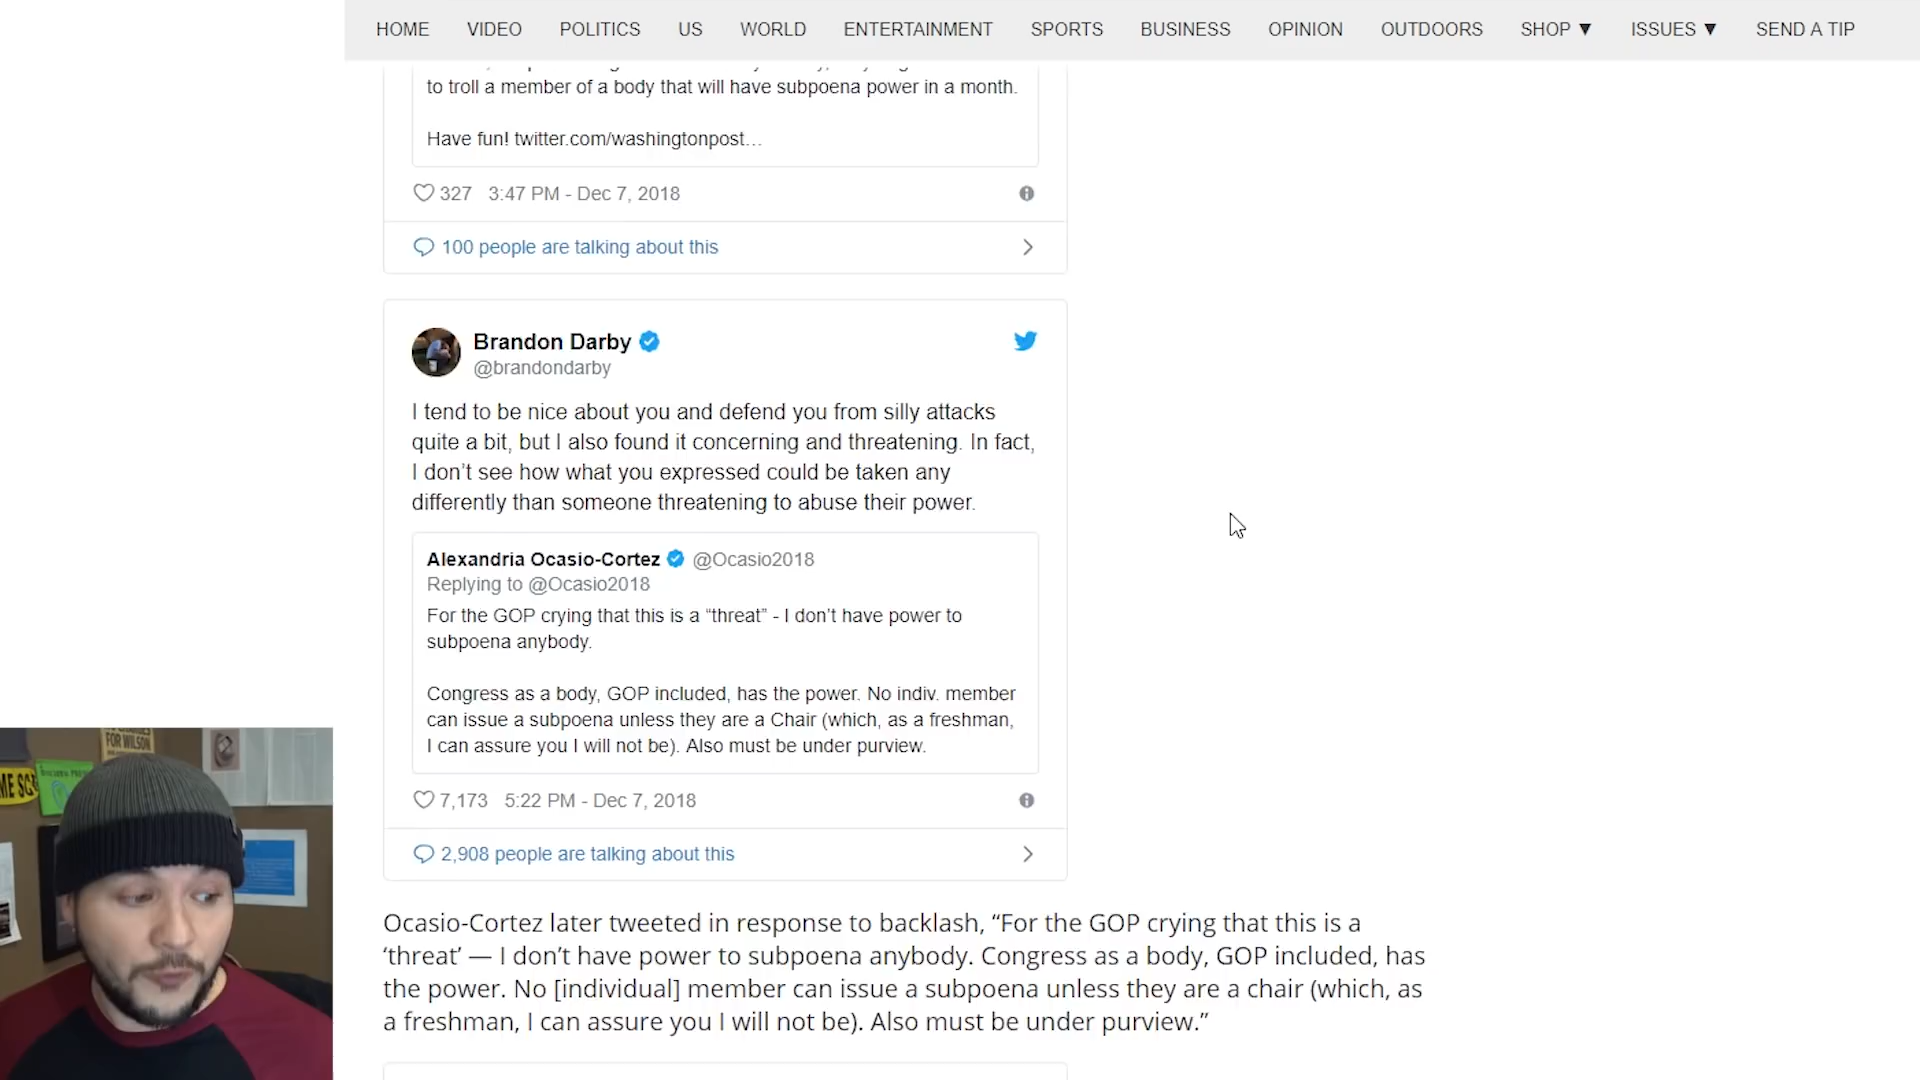 HOME VIDEO POLITICS US WORLD ENTERTAINMENT SPORTS BUSINESS OPINION OUTDOORS SHOP ▼ ISSUES ▼ SEND A TIP
to troll a member of a body that will have subpoena power in a month.
Have fun! twitter.com/washingtonpost…
327 3:47 PM - Dec 7, 2018
100 people are talking about this
Brandon Darby
@brandondarby
I tend to be nice about you and defend you from silly attacks
quite a bit, but I also found it concerning and threatening. In fact,
I don’t see how what you expressed could be taken any
differently than someone threatening to abuse their power.
Alexandria Ocasio-Cortez @Ocasio2018
Replying to @Ocasio2018
For the GOP crying that this is a “threat” - I don’t have power to
subpoena anybody.
Congress as a body, GOP included, has the power. No indiv. member
can issue a subpoena unless they are a Chair (which, as a freshman,
I can assure you I will not be). Also must be under purview.
7,173 5:22 PM - Dec 7, 2018
2,908 people are talking about this
Ocasio-Cortez later tweeted in response to backlash, “For the GOP crying that this is a
‘threat’ — I don’t have power to subpoena anybody. Congress as a body, GOP included, has
the power. No [individual] member can issue a subpoena unless they are a chair (which, as
a freshman, I can assure you I will not be). Also must be under purview.”
FOR WILSON